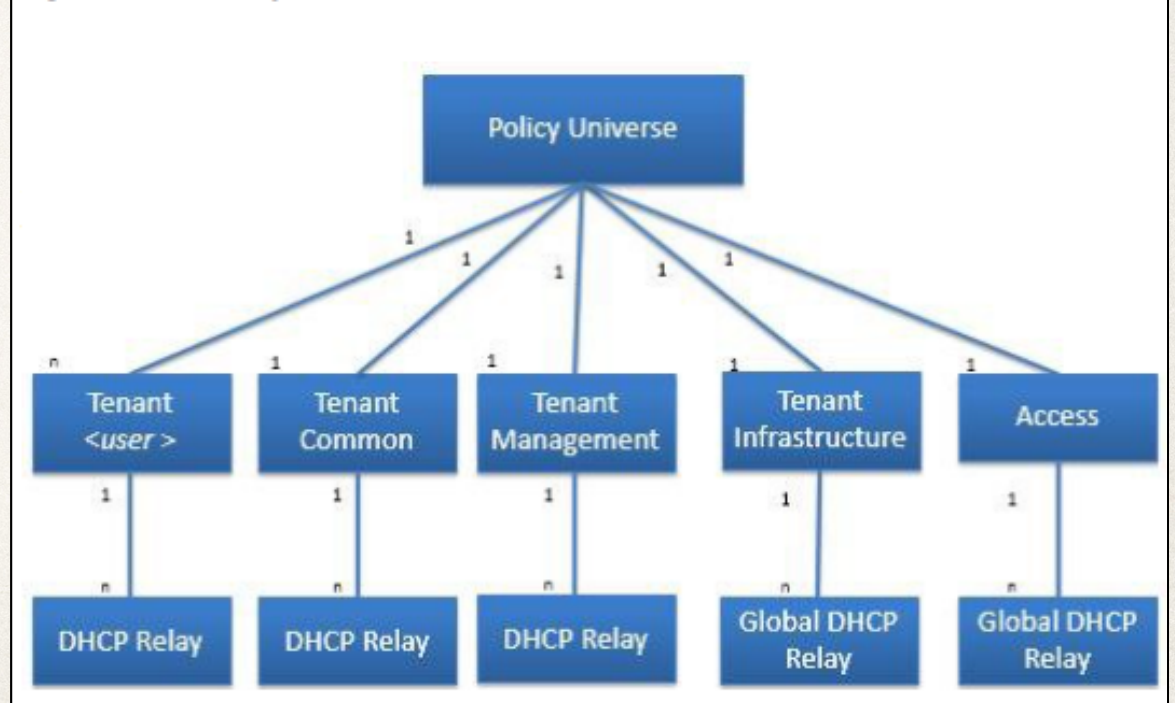 Policy Universe
1
1
1
1
1
n
1
1
1
1
Tenant
<user >
Tenant
Common
Tenant
Management
Tenant
Infrastructure
Access
1
1
1
1
1
n
n
n
n
n
DHCP Relay
DHCP Relay
DHCP Relay
Global DHCP
Relay
Global DHCP
Relay